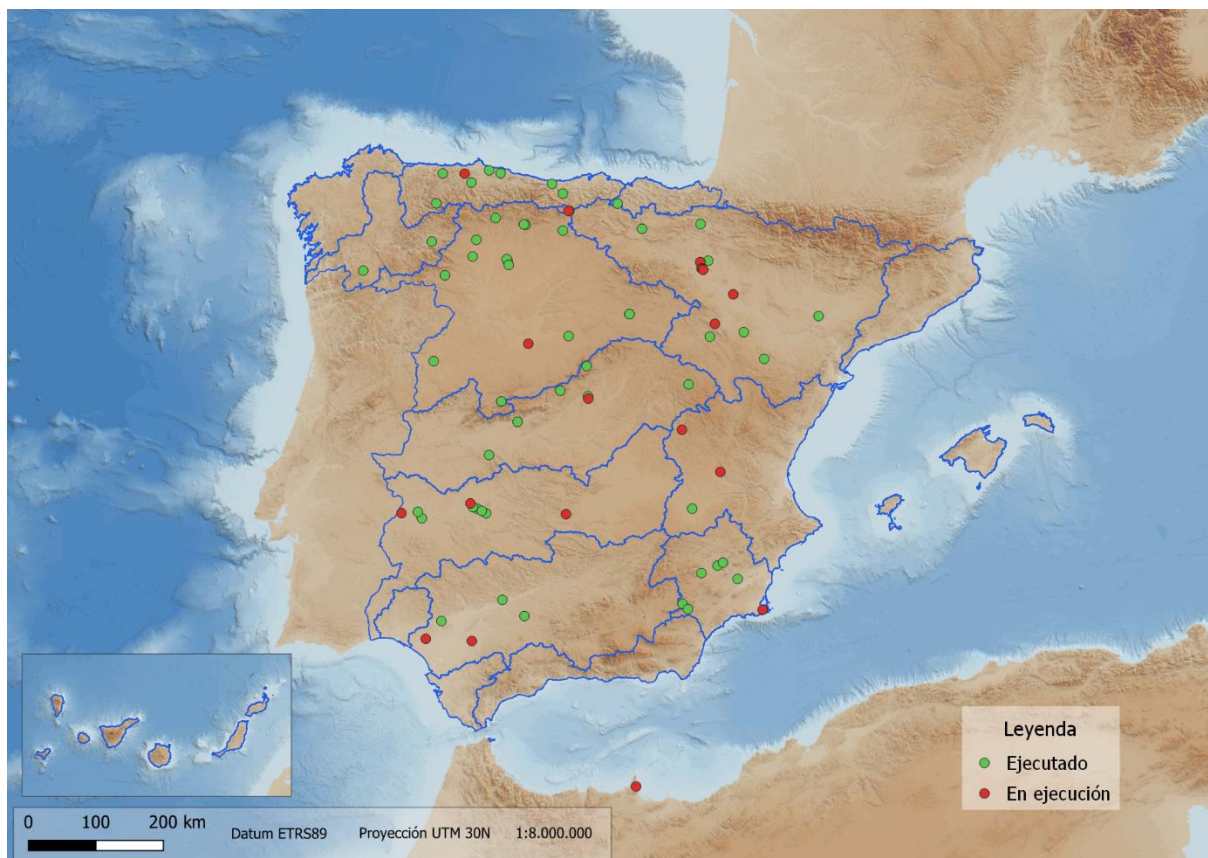 Leyenda
Ejecutado
En ejecución
0 100 200 km
Datum ETRS89 Proyección UTM 30N 1:8.000.000